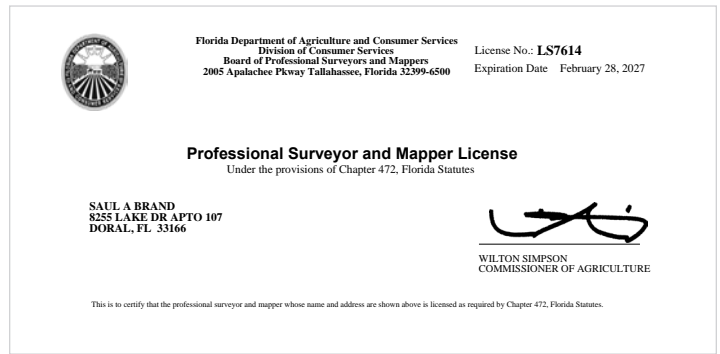 Florida Department of Agriculture and Consumer Services
Division of Consumer Services
Board of Professional Surveyors and Mappers
2005 Apalachee Pkway Tallahassee, Florida 32399-6500
License No.: LS7614
Expiration Date February 28, 2027
Professional Surveyor and Mapper License
Under the provisions of Chapter 472, Florida Statutes
SAUL A BRAND
8255 LAKE DR APTO 107
DORAL, FL 33166
WILTON SIMPSON
COMMISSIONER OF AGRICULTURE
This is to certify that the professional surveyor and mapper whose name and address are shown above is licensed as required by Chapter 472, Florida Statutes.